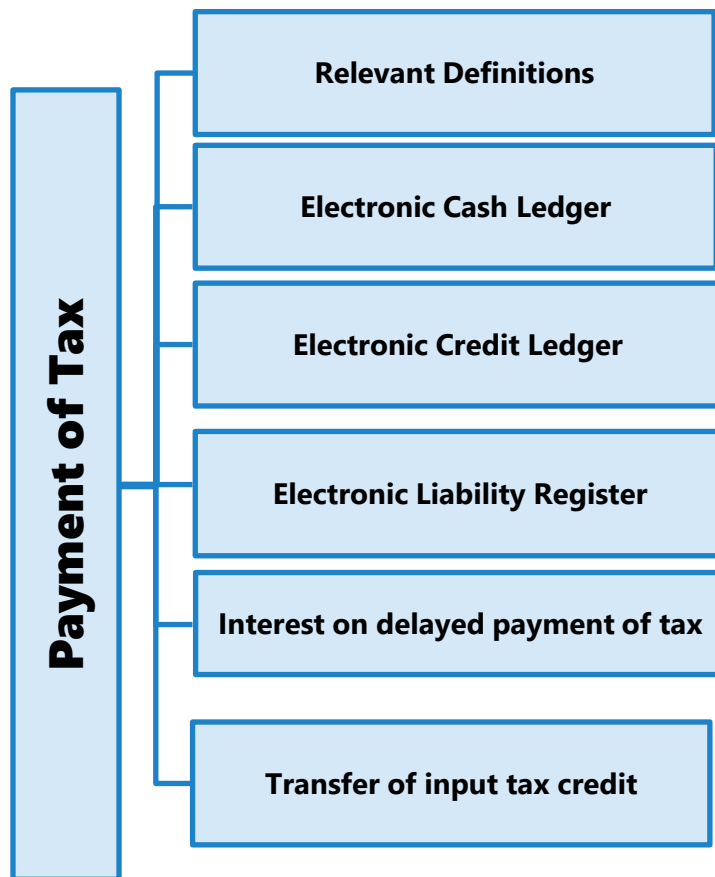 Payment of Tax
Relevant Definitions
Electronic Cash Ledger
Electronic Credit Ledger
Electronic Liability Register
Interest on delayed payment of tax
Transfer of input tax credit